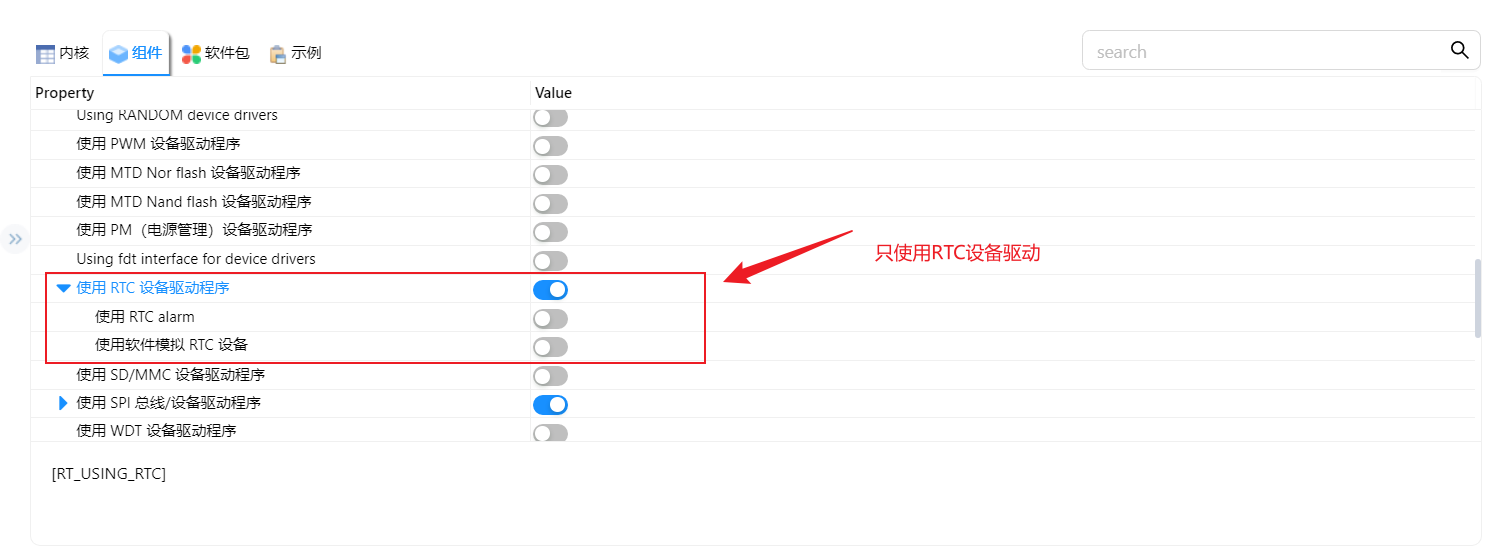 内核 组件 软件包 示例 search
Property Value
Using RANDOM device drivers
使用 PWM 设备驱动程序
使用 MTD Nor flash 设备驱动程序
使用 MTD Nand flash 设备驱动程序
使用 PM（电源管理）设备驱动程序
只使用RTC设备驱动
Using fdt interface for device drivers
使用 RTC 设备驱动程序
使用 RTC alarm
使用软件模拟 RTC 设备
使用 SD/MMC 设备驱动程序
使用 SPI 总线/设备驱动程序
使用 WDT 设备驱动程序
[RT_USING_RTC]